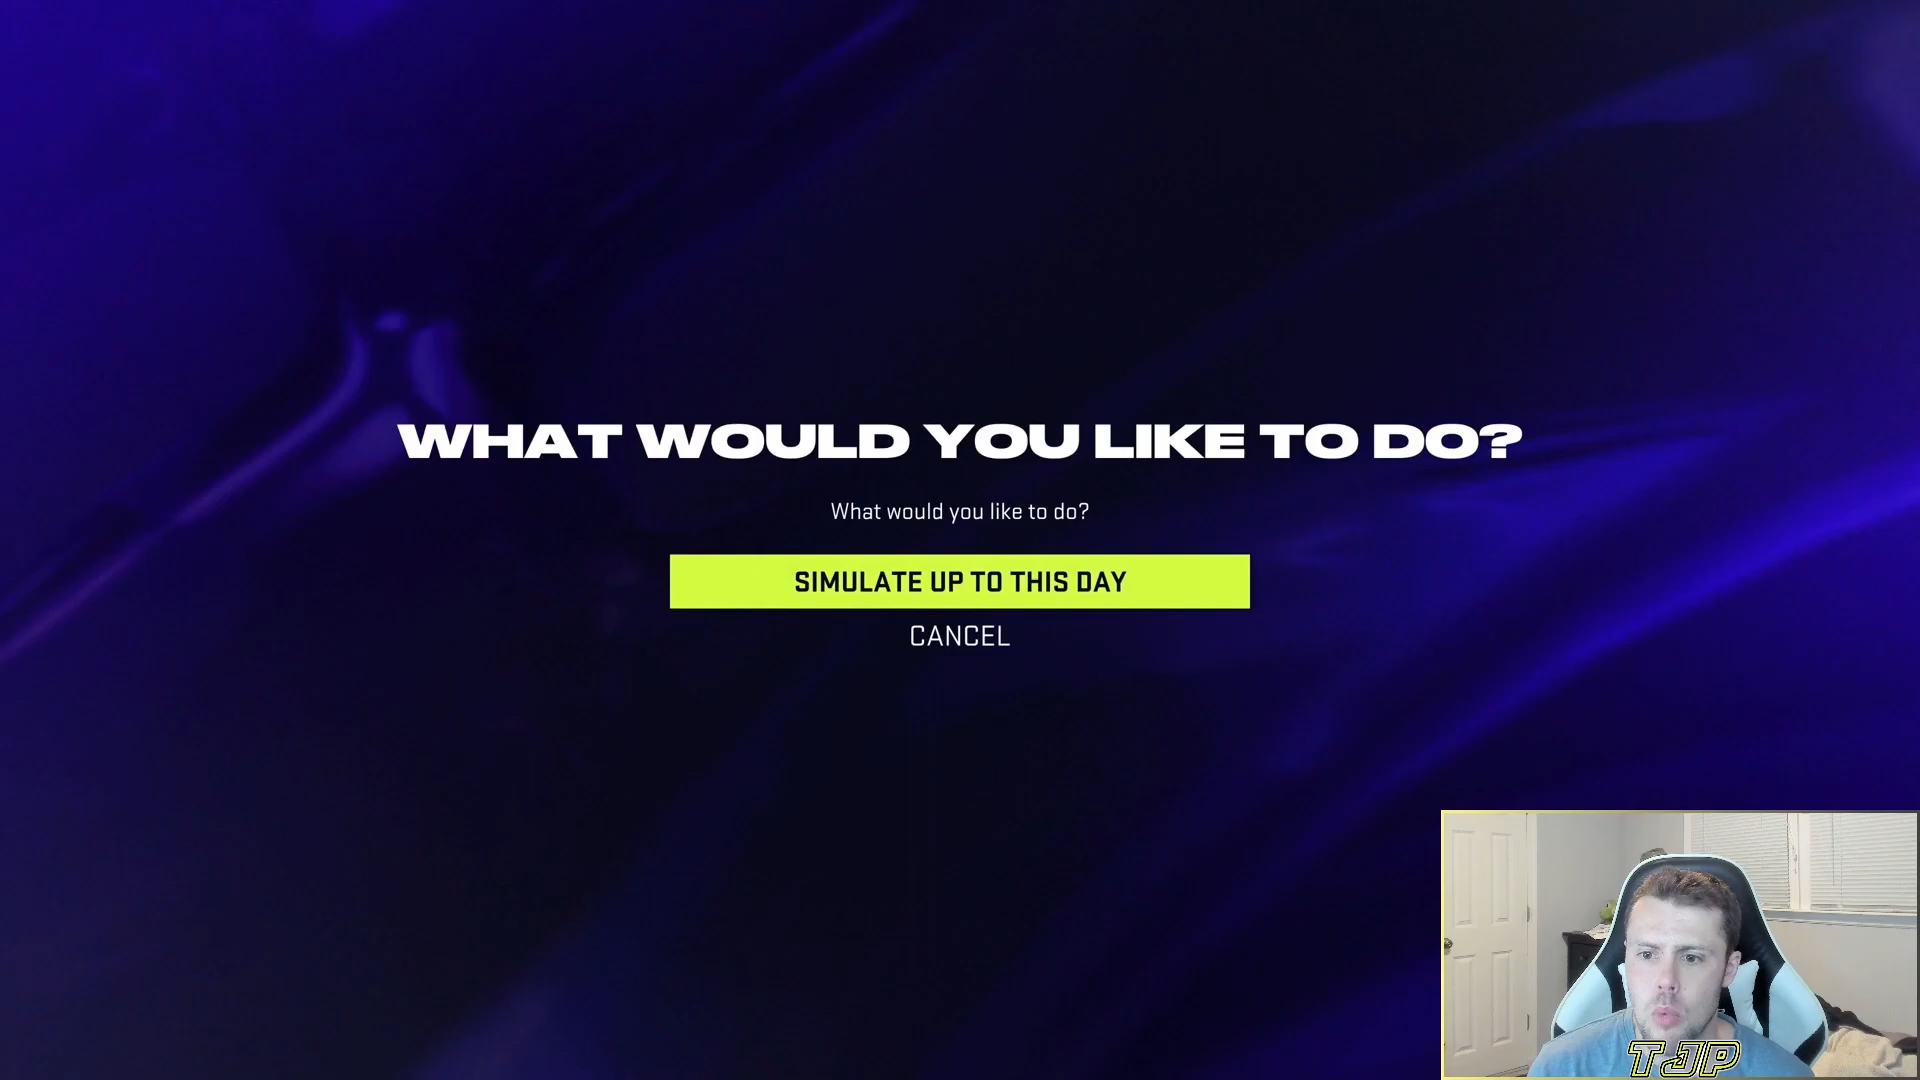 WHAT WOULD YOU LIKE TO DO?
What would you like to do?
SIMULATE UP TO THIS DAY
CANCEL
TJP